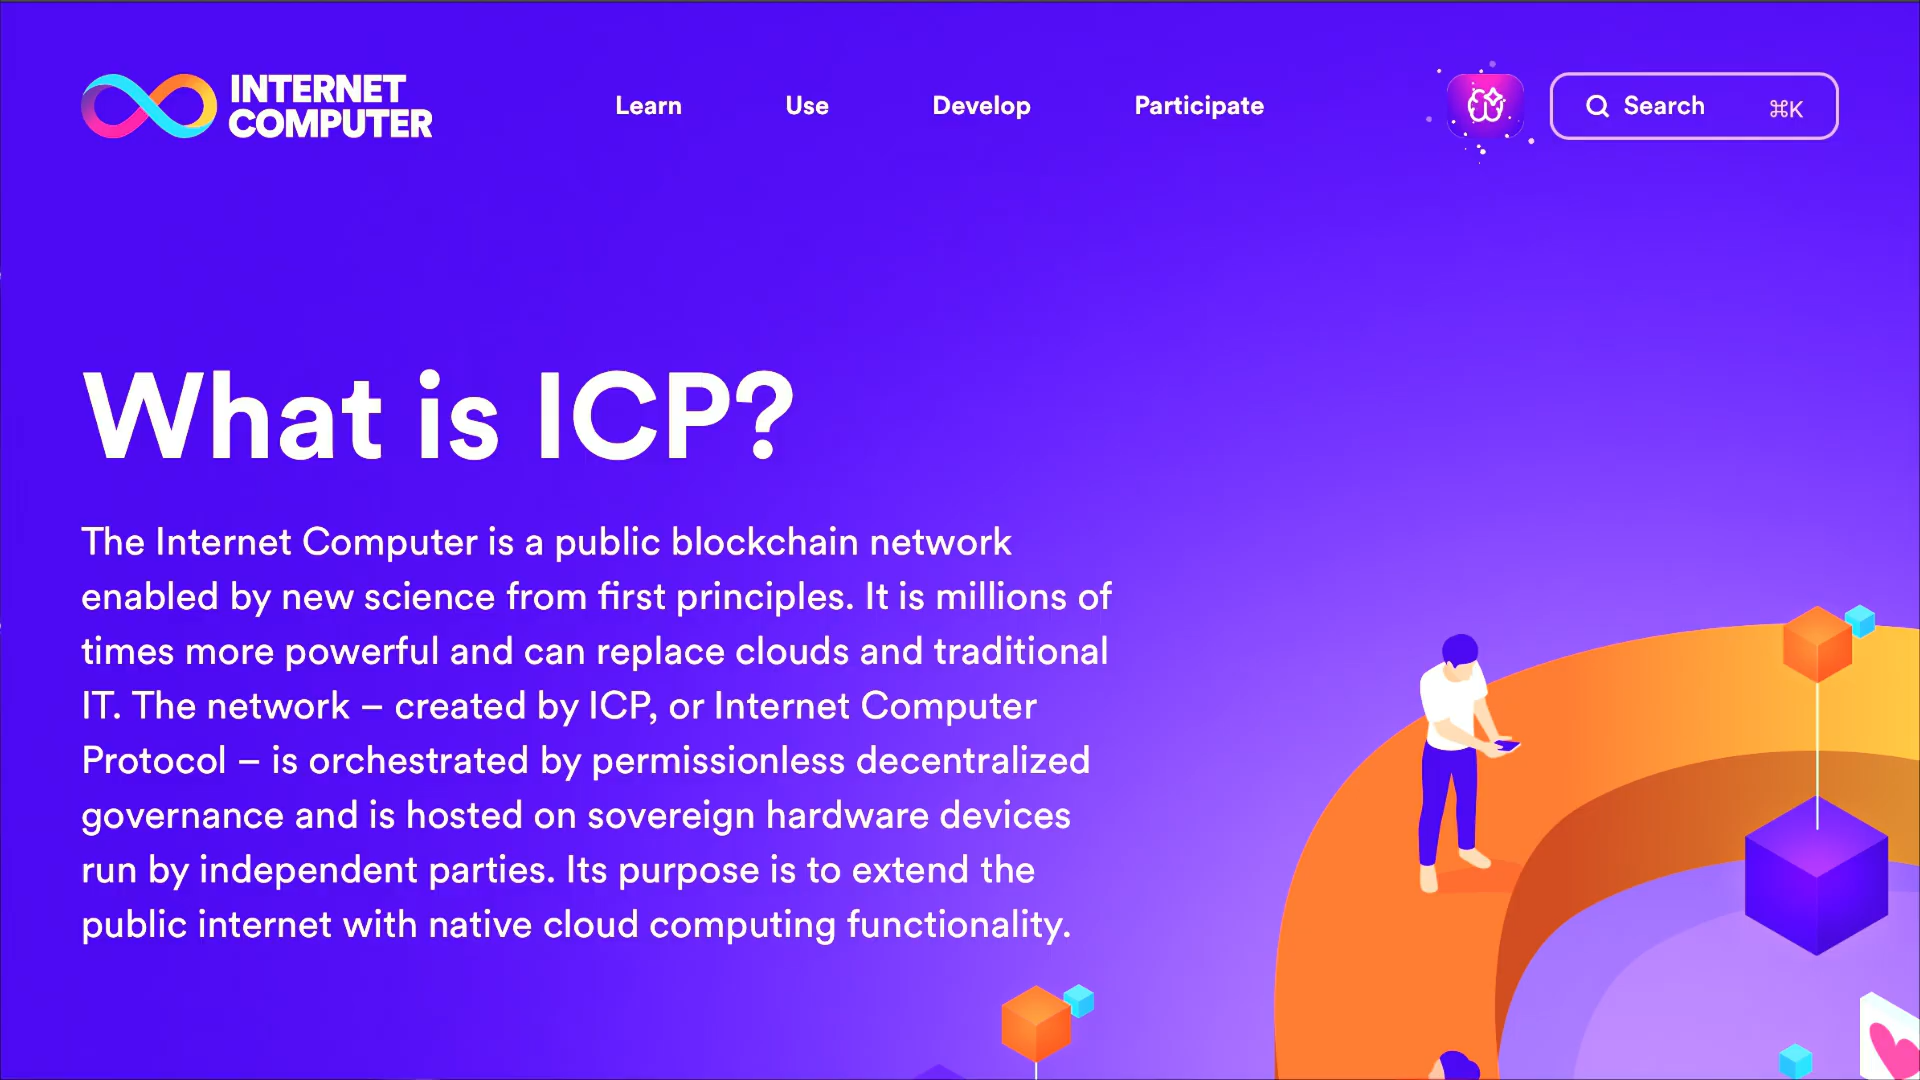 INTERNET
COMPUTER
Learn
Use
Develop
Participate
Search
⌘K
What is ICP?
The Internet Computer is a public blockchain network
enabled by new science from first principles. It is millions of
times more powerful and can replace clouds and traditional
IT. The network – created by ICP, or Internet Computer
Protocol – is orchestrated by permissionless decentralized
governance and is hosted on sovereign hardware devices
run by independent parties. Its purpose is to extend the
public internet with native cloud computing functionality.